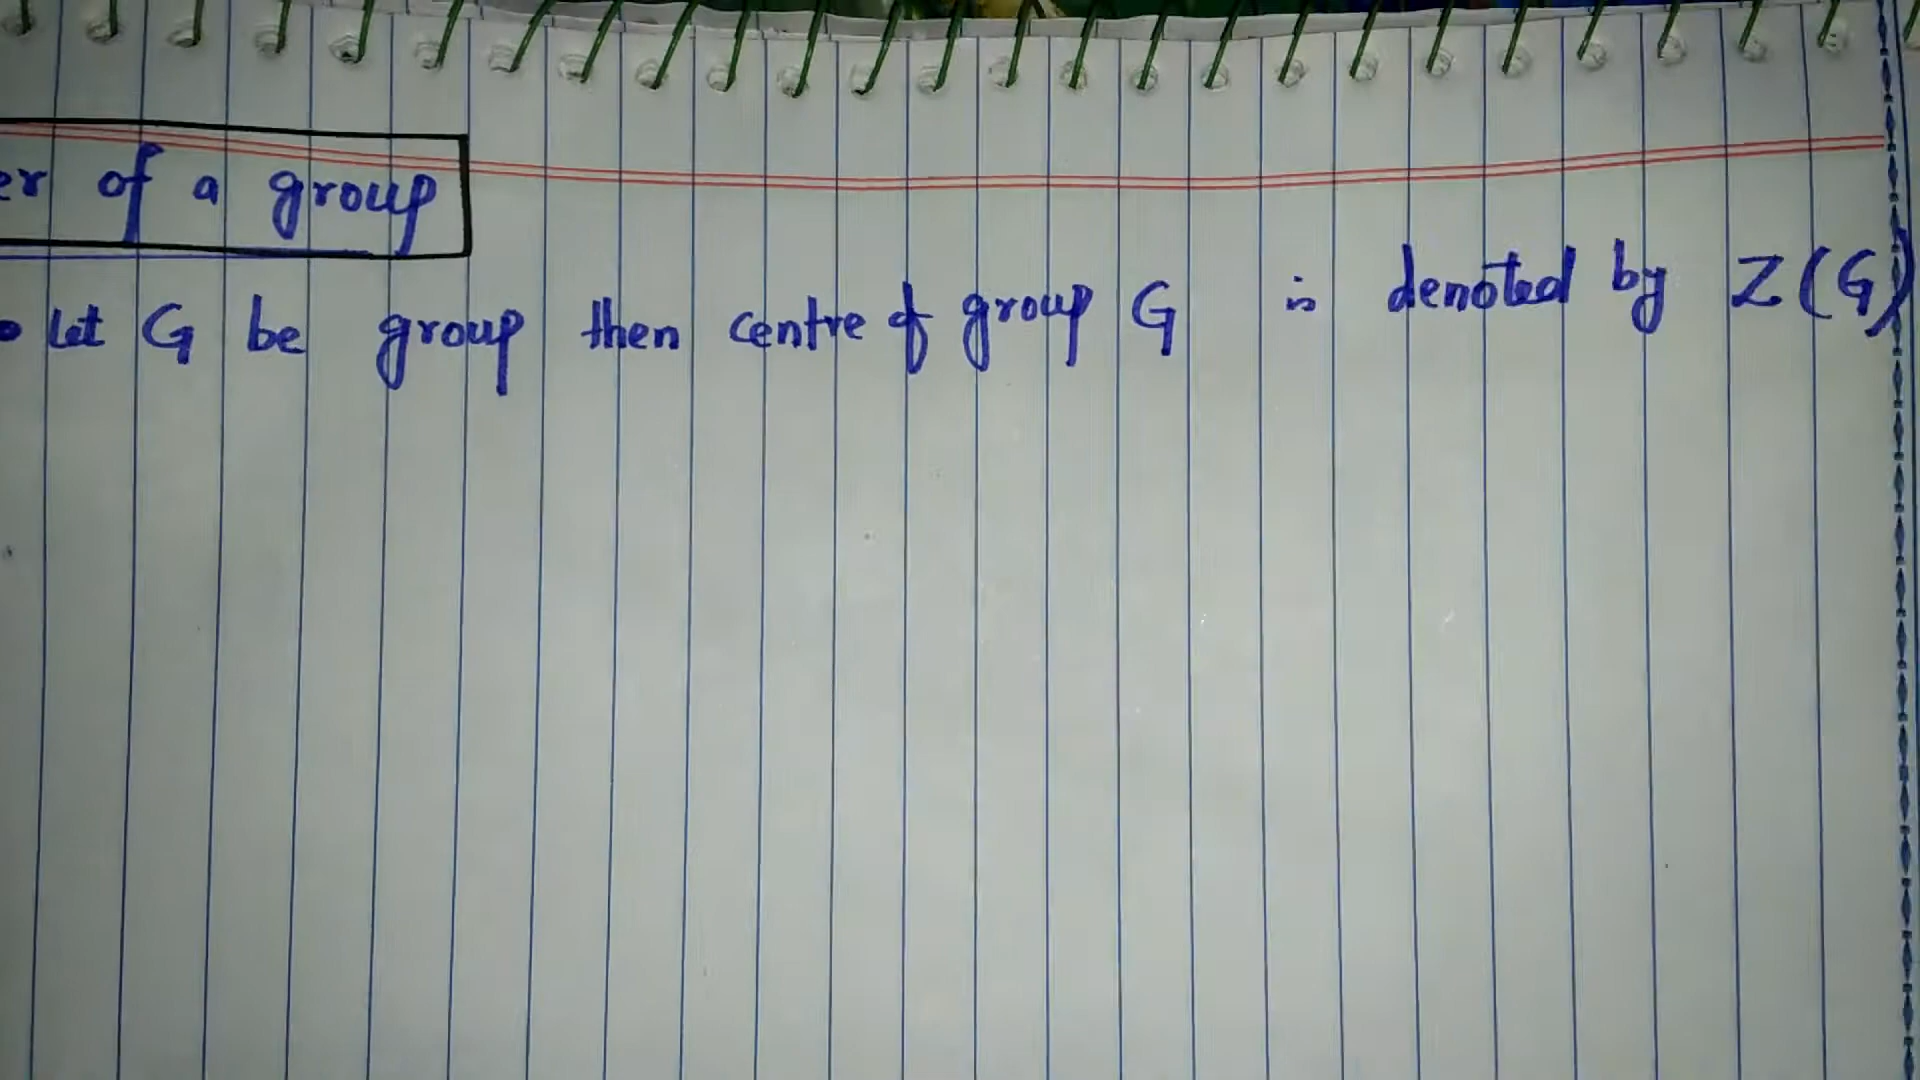 er of a group
Let G be group then centre of group G is denoted by Z(G)